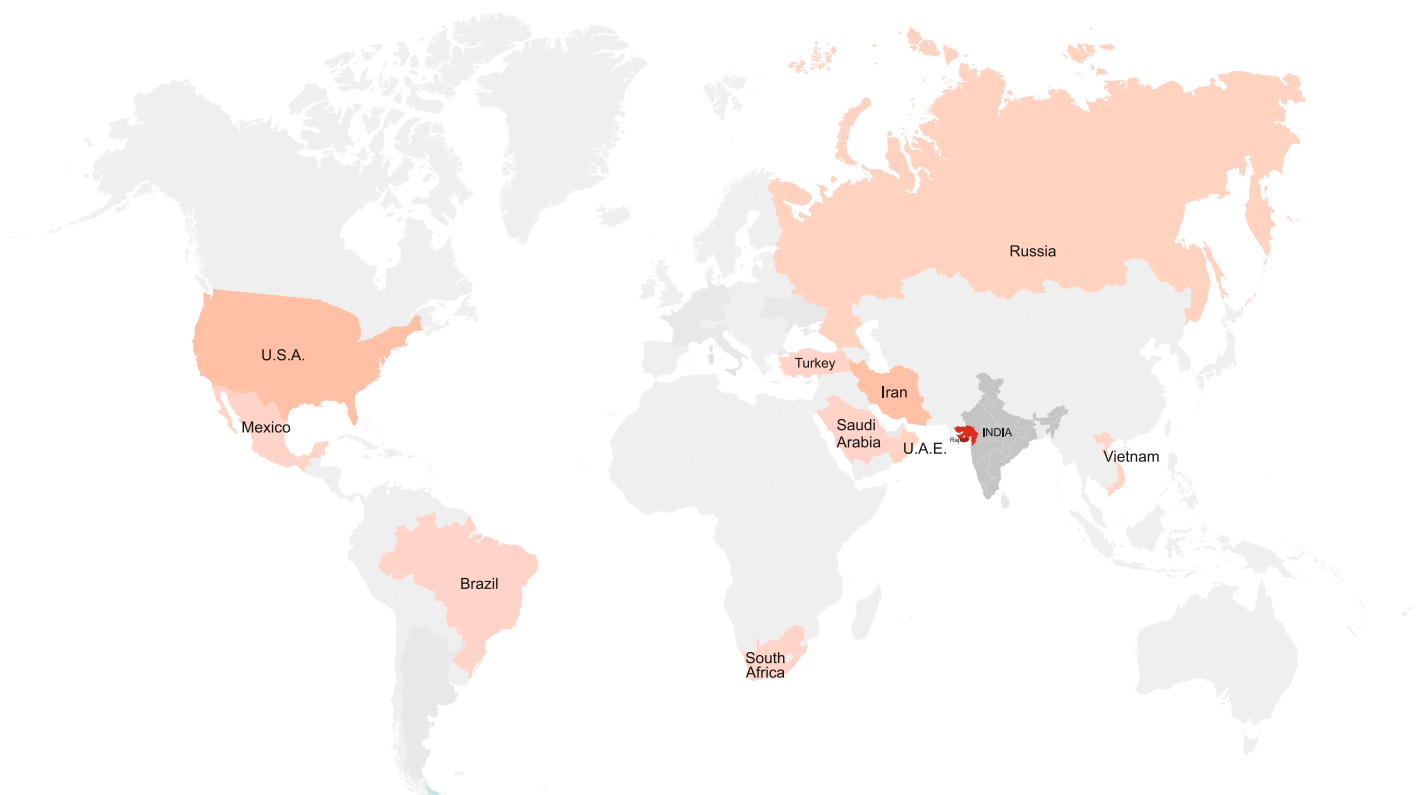 Russia
U.S.A.
Turkey
Iran
Mexico
Saudi
Arabia
INDIA
U.A.E.
Vietnam
Brazil
South
Africa